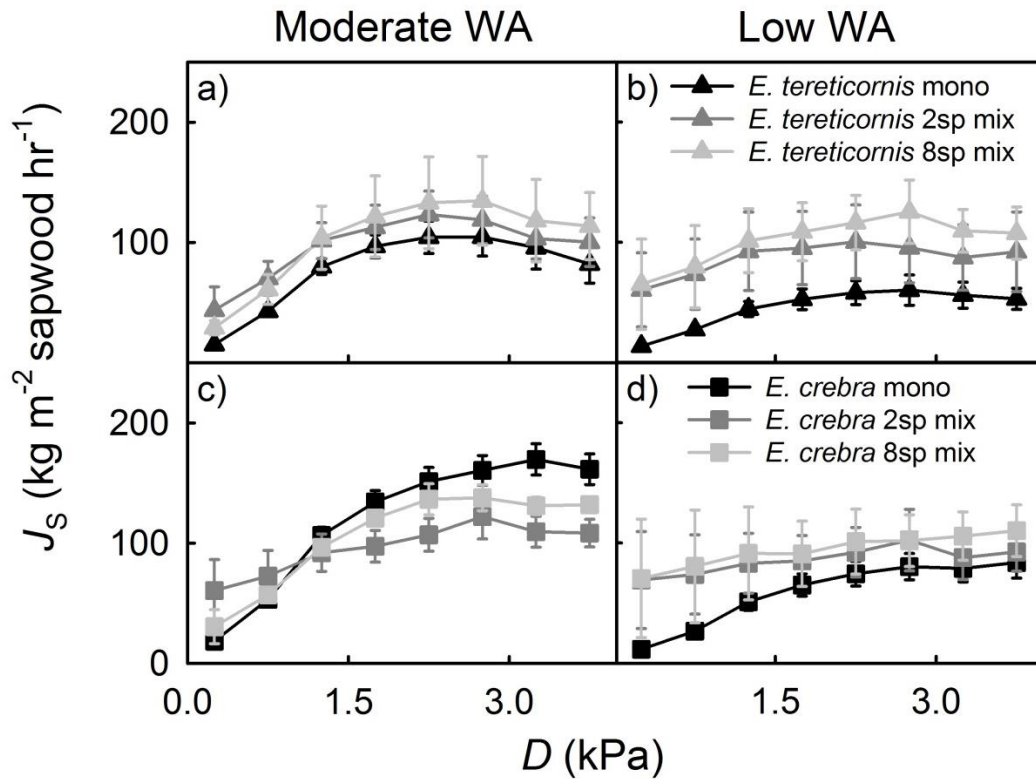 Moderate WA
Low WA
a)
200
100
b)
E. tereticornis mono
E. tereticornis 2sp mix
E. tereticornis 8sp mix
c)
200
100
0
d)
E. crebra mono
E. crebra 2sp mix
E. crebra 8sp mix
0.0 1.5 3.0
1.5 3.0
J_S (kg m⁻² sapwood hr⁻¹)
D (kPa)